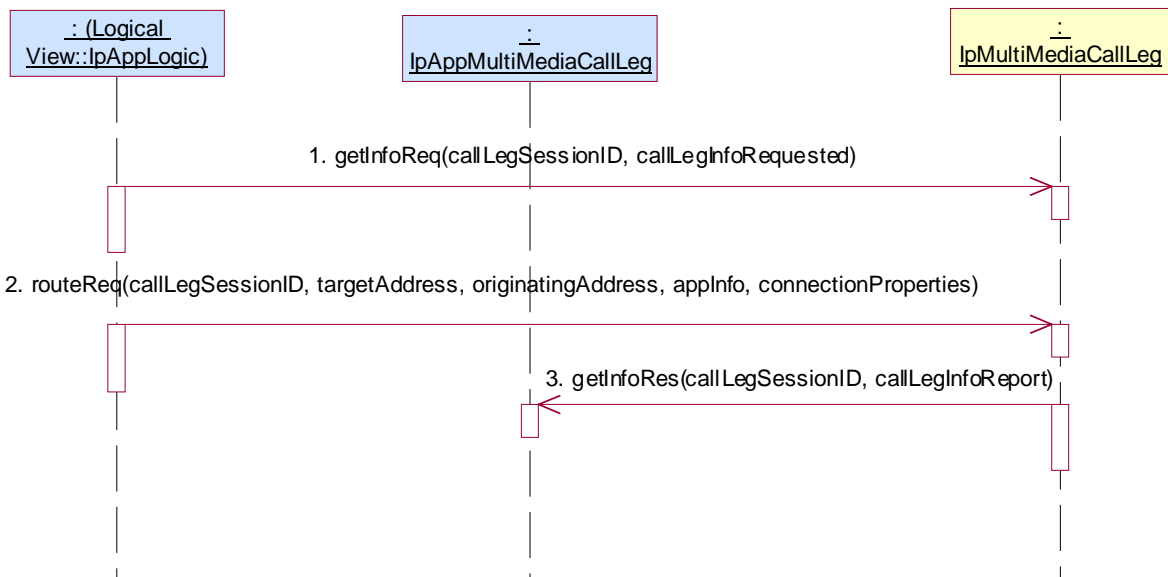 : (Logical
View::IpAppLogic)
:
IpAppMultiMediaCallLeg
:
IpMultiMediaCallLeg
1. getInfoReq(callLegSessionID, callLegInfoRequested)
2. routeReq(callLegSessionID, targetAddress, originatingAddress, appInfo, connectionProperties)
3. getInfoRes(callLegSessionID, callLegInfoReport)